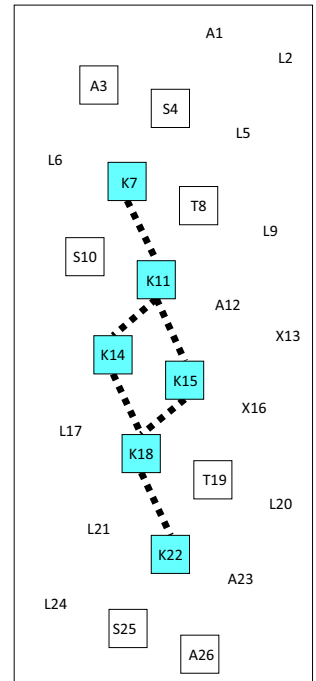 A1
L2
A3
S4
L5
L6
K7
T8
L9
S10
K11
A12
X13
K14
K15
X16
L17
K18
T19
L20
L21
K22
A23
L24
S25
A26